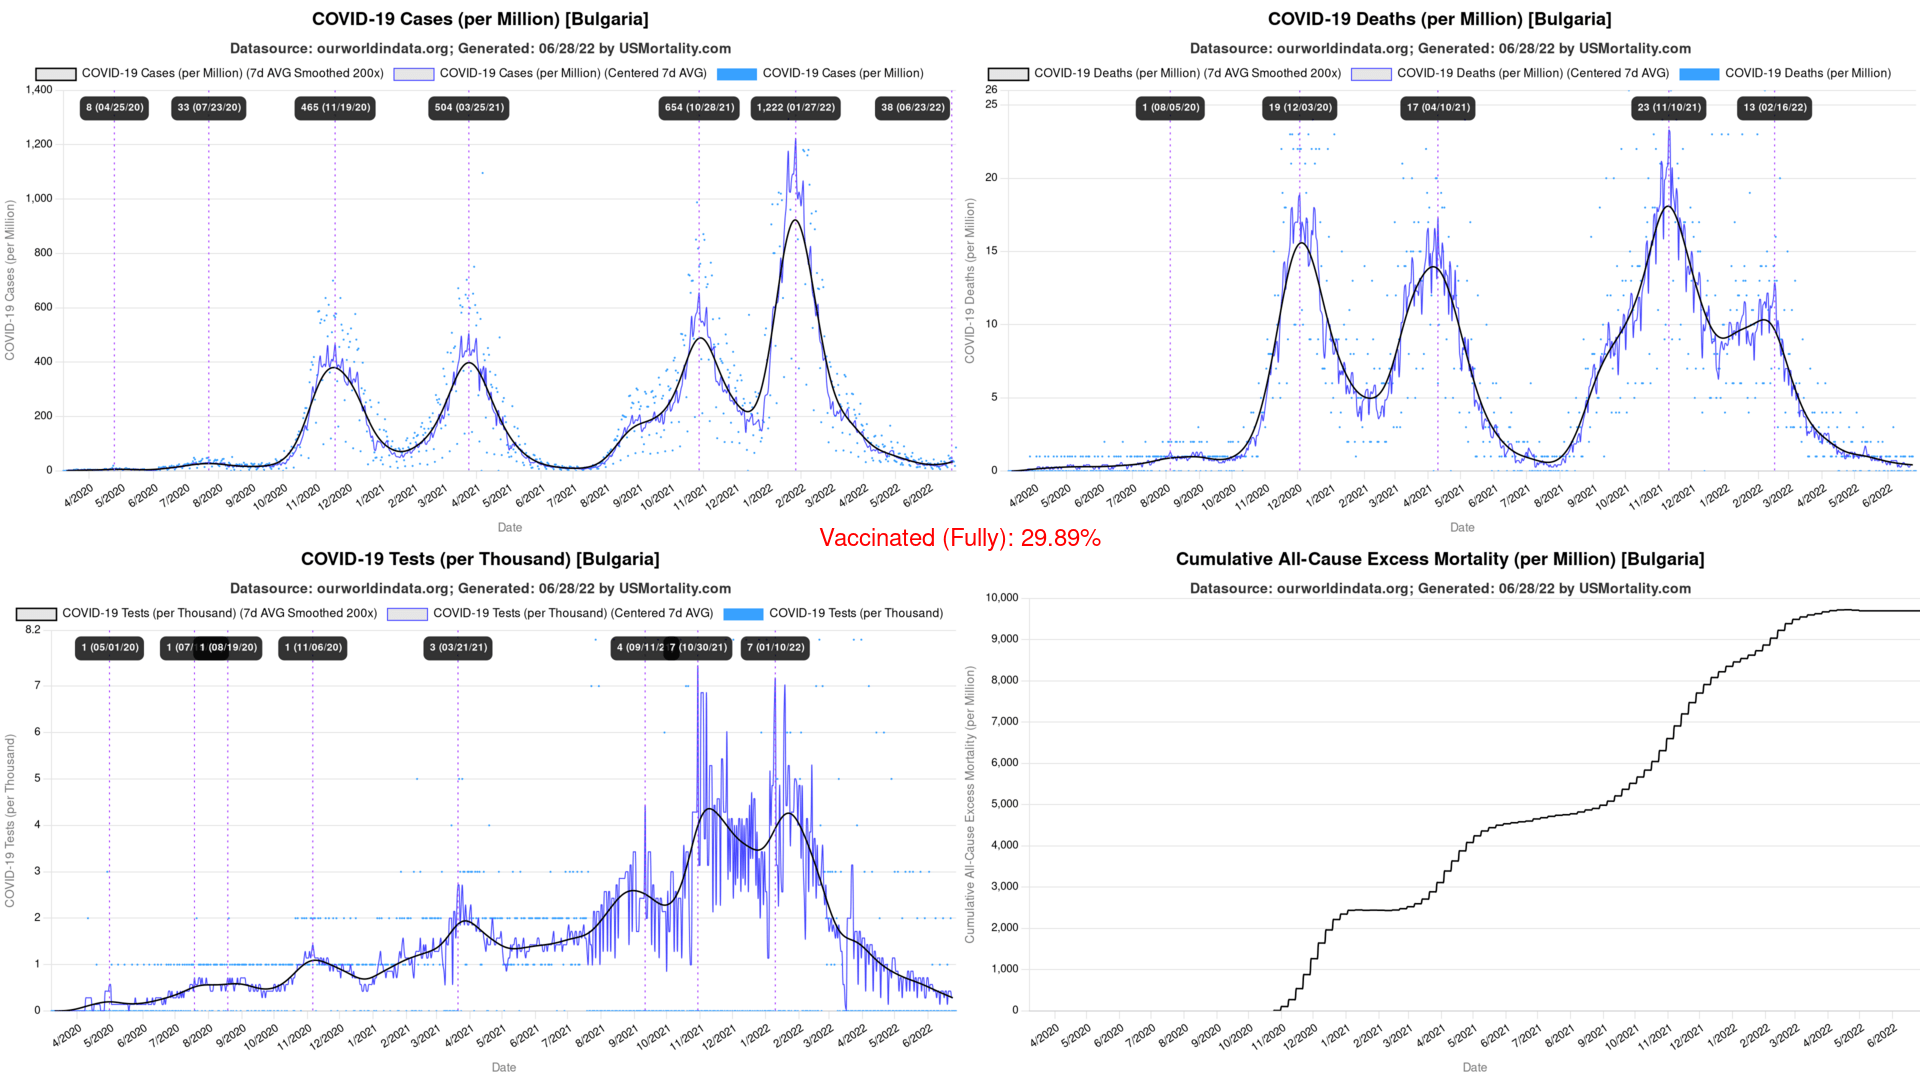 COVID-19 Cases (per Million) [Bulgaria]
Datasource: ourworldindata.org; Generated: 06/28/22 by USMortality.com
COVID-19 Cases (per Million) (7d AVG Smoothed 200x) COVID-19 Cases (per Million) (Centered 7d AVG) COVID-19 Cases (per Million)
8 (04/25/20) 33 (07/23/20) 465 (11/19/20) 504 (03/25/21) 654 (10/28/21) 1,222 (01/27/22) 38 (06/23/22)
1,400
1,200
1,000
800
600
400
200
0
COVID-19 Cases (per Million)
4/2020 5/2020 6/2020 7/2020 8/2020 9/2020 10/2020 11/2020 12/2020 1/2021 2/2021 3/2021 4/2021 5/2021 6/2021 7/2021 8/2021 9/2021 10/2021 11/2021 12/2021 1/2022 2/2022 3/2022 4/2022 5/2022 6/2022
Date
COVID-19 Deaths (per Million) [Bulgaria]
Datasource: ourworldindata.org; Generated: 06/28/22 by USMortality.com
COVID-19 Deaths (per Million) (7d AVG Smoothed 200x) COVID-19 Deaths (per Million) (Centered 7d AVG) COVID-19 Deaths (per Million)
1 (08/05/20) 19 (12/03/20) 17 (04/10/21) 23 (11/10/21) 13 (02/16/22)
26
25
20
15
10
5
0
COVID-19 Deaths (per Million)
4/2020 5/2020 6/2020 7/2020 8/2020 9/2020 10/2020 11/2020 12/2020 1/2021 2/2021 3/2021 4/2021 5/2021 6/2021 7/2021 8/2021 9/2021 10/2021 11/2021 12/2021 1/2022 2/2022 3/2022 4/2022 5/2022 6/2022
Date
Vaccinated (Fully): 29.89%
COVID-19 Tests (per Thousand) [Bulgaria]
Datasource: ourworldindata.org; Generated: 06/28/22 by USMortality.com
COVID-19 Tests (per Thousand) (7d AVG Smoothed 200x) COVID-19 Tests (per Thousand) (Centered 7d AVG) COVID-19 Tests (per Thousand)
1 (05/01/20) 1 (07/ 1 (08/19/20) 1 (11/06/20) 3 (03/21/21) 4 (09/11/2 7 (10/30/21) 7 (01/10/22)
8.2
7
6
5
4
3
2
1
0
COVID-19 Tests (per Thousand)
4/2020 5/2020 6/2020 7/2020 8/2020 9/2020 10/2020 11/2020 12/2020 1/2021 2/2021 3/2021 4/2021 5/2021 6/2021 7/2021 8/2021 9/2021 10/2021 11/2021 12/2021 1/2022 2/2022 3/2022 4/2022 5/2022 6/2022
Date
Cumulative All-Cause Excess Mortality (per Million) [Bulgaria]
Datasource: ourworldindata.org; Generated: 06/28/22 by USMortality.com
10,000
9,000
8,000
7,000
6,000
5,000
4,000
3,000
2,000
1,000
0
Cumulative All-Cause Excess Mortality (per Million)
4/2020 5/2020 6/2020 7/2020 8/2020 9/2020 10/2020 11/2020 12/2020 1/2021 2/2021 3/2021 4/2021 5/2021 6/2021 7/2021 8/2021 9/2021 10/2021 11/2021 12/2021 1/2022 2/2022 3/2022 4/2022 5/2022 6/2022
Date